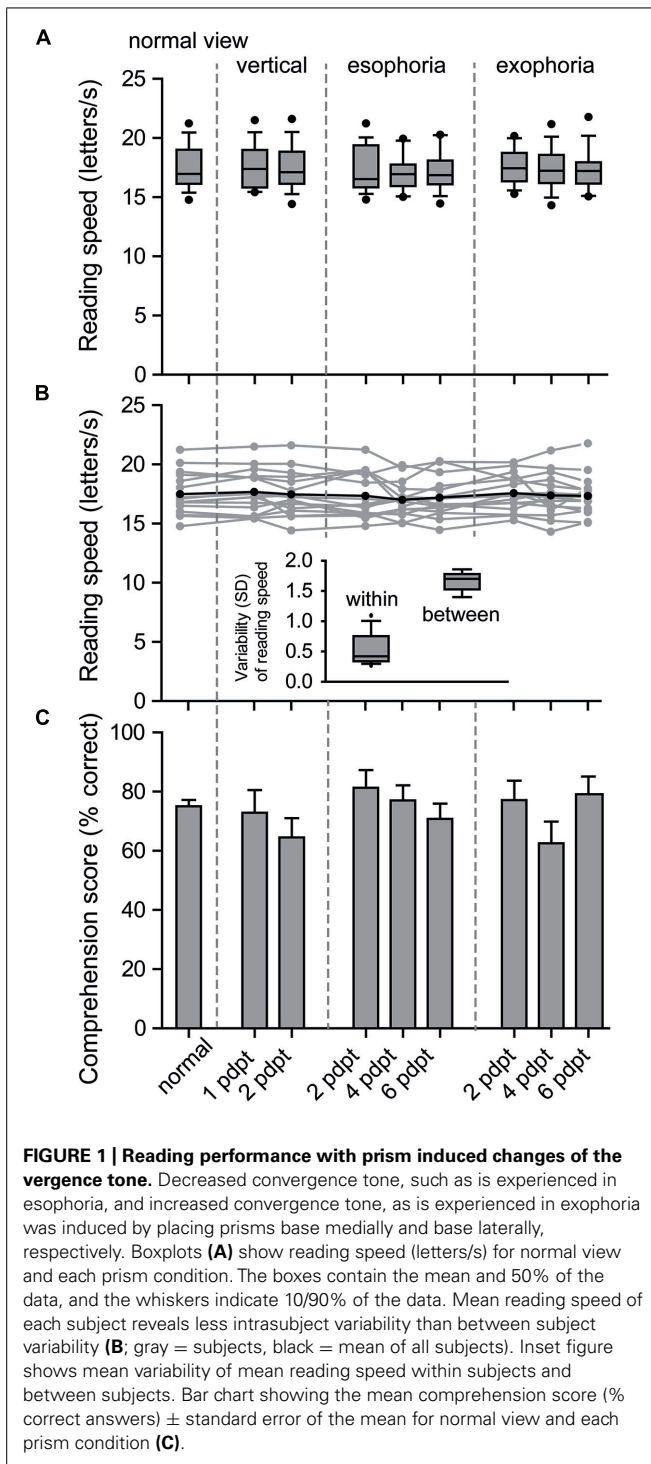 A
normal view
vertical
esophoria
exophoria
Reading speed (letters/s)
25
20
15
10
5
0
B
Reading speed (letters/s)
25
20
15
10
5
0
Variability (SD)
of reading speed
2.0
1.5
1.0
0.5
0.0
within
between
C
Comprehension score (% correct)
100
80
60
40
20
0
normal
1 pdpt
2 pdpt
2 pdpt
4 pdpt
6 pdpt
2 pdpt
4 pdpt
6 pdpt
FIGURE 1 | Reading performance with prism induced changes of the
vergence tone. Decreased convergence tone, such as is experienced in
esophoria, and increased convergence tone, as is experienced in exophoria
was induced by placing prisms base medially and base laterally,
respectively. Boxplots (A) show reading speed (letters/s) for normal view
and each prism condition. The boxes contain the mean and 50% of the
data, and the whiskers indicate 10/90% of the data. Mean reading speed of
each subject reveals less intrasubject variability than between subject
variability (B; gray = subjects, black = mean of all subjects). Inset figure
shows mean variability of mean reading speed within subjects and
between subjects. Bar chart showing the mean comprehension score (%
correct answers) ± standard error of the mean for normal view and each
prism condition (C).